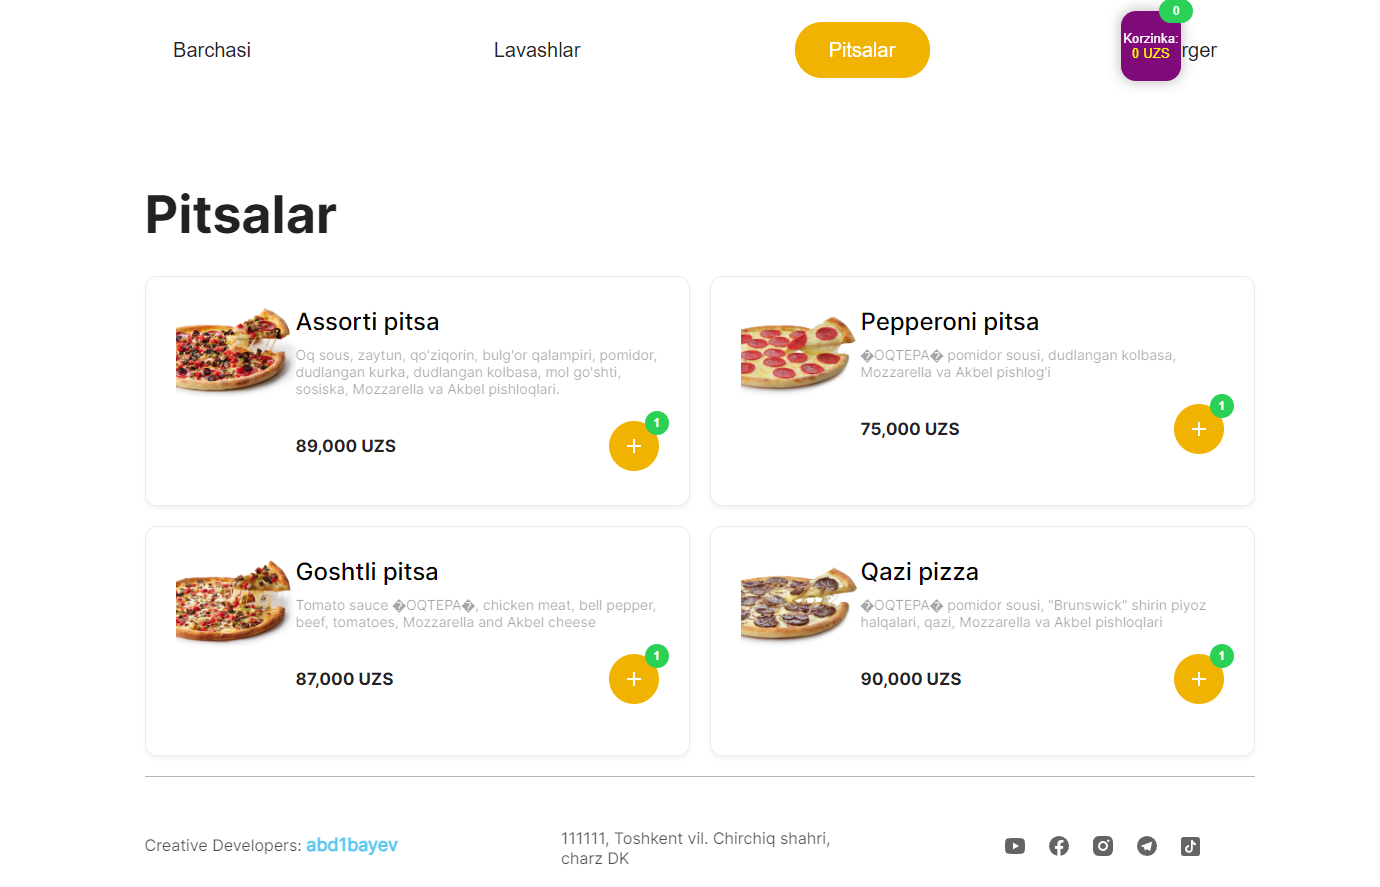 Barchasi
Lavashlar
Pitsalar
0
Korzinka:
0 UZS
rger
Pitsalar
Assorti pitsa
Oq sous, zaytun, qo'ziqorin, bulg'or qalampiri, pomidor,
dudlangan kurka, dudlangan kolbasa, mol go'shti,
sosiska, Mozzarella va Akbel pishloqlari.
1
89,000 UZS
Pepperoni pitsa
�OQTEPA� pomidor sousi, dudlangan kolbasa,
Mozzarella va Akbel pishlog'i
1
75,000 UZS
Goshtli pitsa
Tomato sauce �OQTEPA�, chicken meat, bell pepper,
beef, tomatoes, Mozzarella and Akbel cheese
1
87,000 UZS
Qazi pizza
�OQTEPA� pomidor sousi, "Brunswick" shirin piyoz
halqalari, qazi, Mozzarella va Akbel pishloqlari
1
90,000 UZS
Creative Developers: abd1bayev
111111, Toshkent vil. Chirchiq shahri,
charz DK